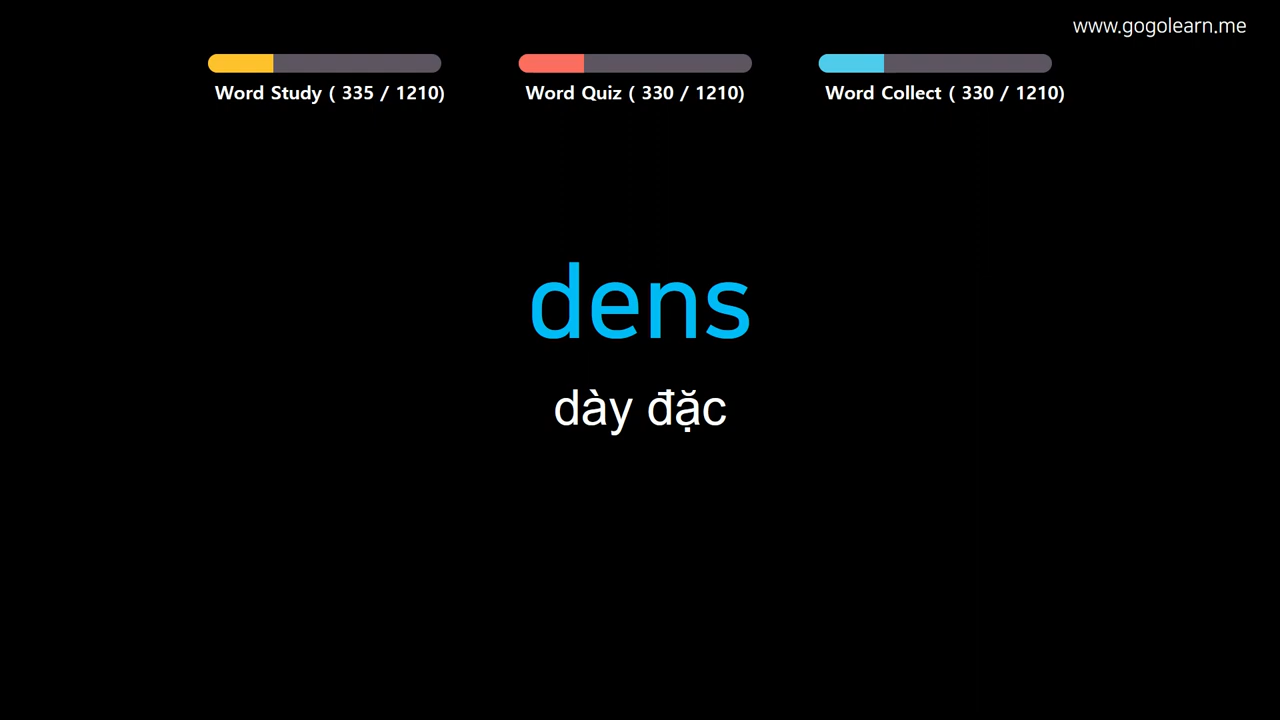 www.gogolearn.me
Word Study ( 335 / 1210)
Word Quiz ( 330 / 1210)
Word Collect ( 330 / 1210)
dens
dày đặc